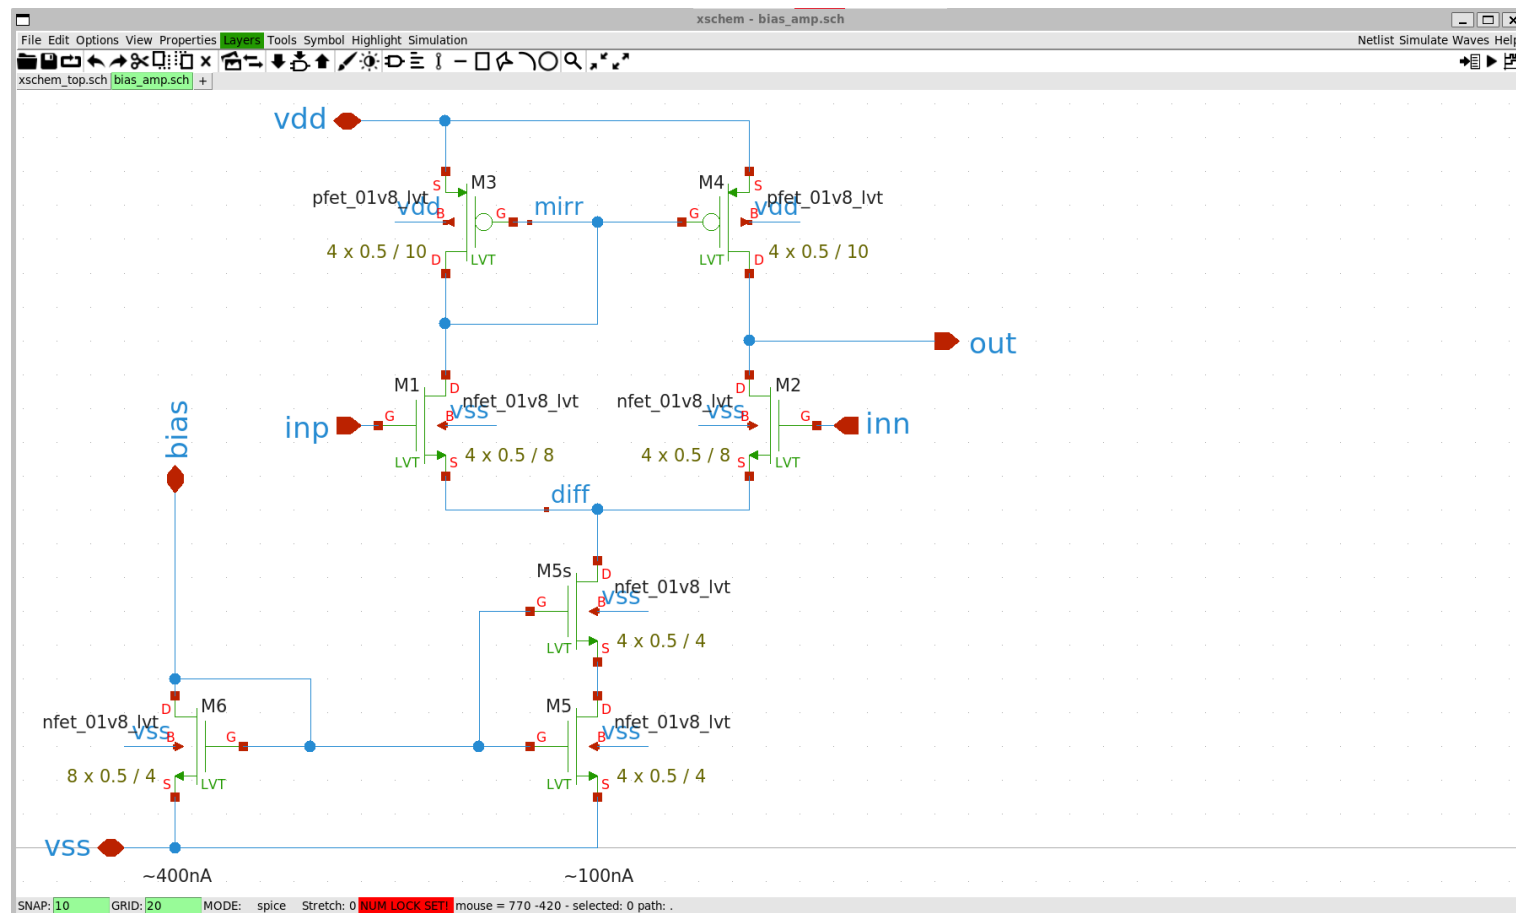 xschem - bias_amp.sch
File Edit Options View Properties Layers Tools Symbol Highlight Simulation Netlist Simulate Waves Help
xschem_top.sch bias_amp.sch +
vdd
S M3 M4 S
pfet_01v8_lvt vdd B G mirr G B vdd pfet_01v8_lvt
4 x 0.5 / 10 D LVT LVT D 4 x 0.5 / 10
out
M1 D D M2
inp G B vss nfet_01v8_lvt nfet_01v8_lvt vss B G inn
LVT S 4 x 0.5 / 8 4 x 0.5 / 8 S LVT
bias
diff
M5s D nfet_01v8_lvt
G B vss
LVT S 4 x 0.5 / 4
D M6 M5 D
nfet_01v8_lvt vss B G G B vss nfet_01v8_lvt
8 x 0.5 / 4 S LVT LVT S 4 x 0.5 / 4
vss
~400nA ~100nA
SNAP: 10 GRID: 20 MODE: spice Stretch: 0 NUM LOCK SET! mouse = 770 -420 - selected: 0 path: .